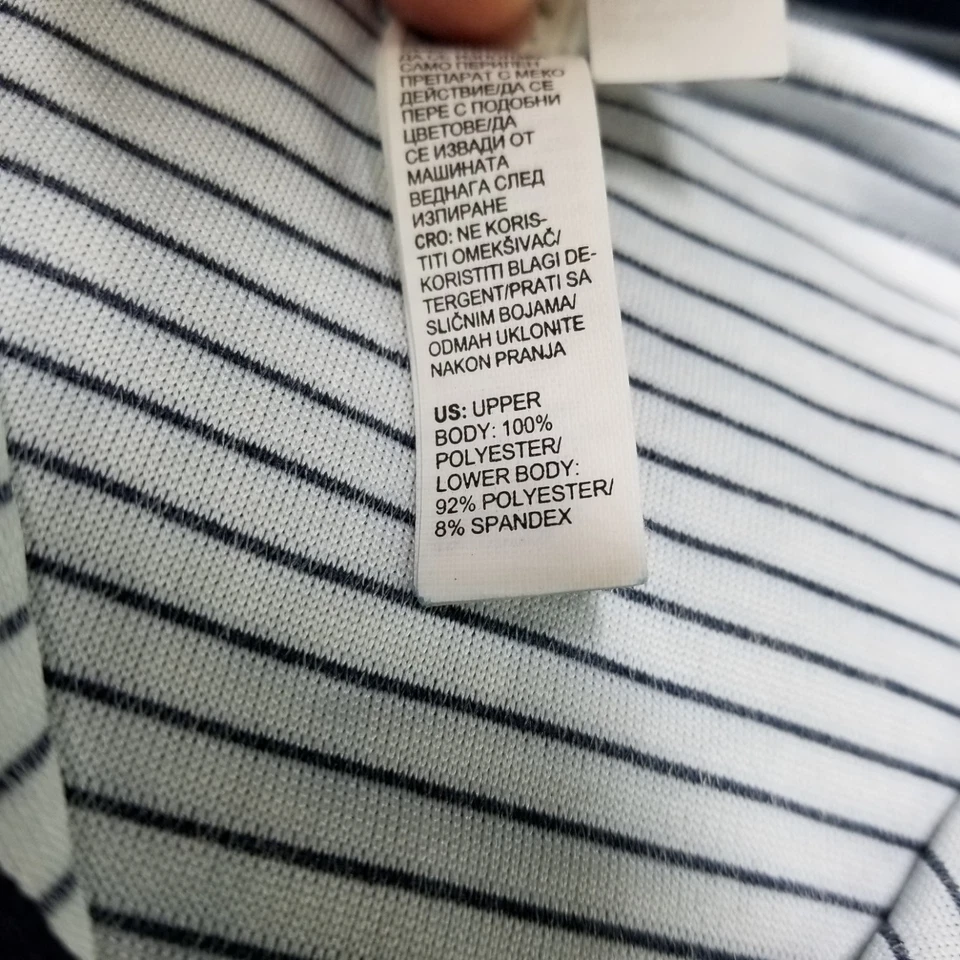 САМО ПЕРИЛЕН
ПРЕПАРАТ С МЕКО
ДЕЙСТВИЕ/ДА СЕ
ПЕРЕ С ПОДОБНИ
ЦВЕТОВЕ/ДА
СЕ ИЗВАДИ ОТ
МАШИНАТА
ВЕДНАГА СЛЕД
ИЗПИРАНЕ
CRO: NE KORIS-
TITI OMEKŠIVAČ/
KORISTITI BLAGI DE-
TERGENT/PRATI SA
SLIČNIM BOJAMA/
ODMAH UKLONITE
NAKON PRANJA
US: UPPER
BODY: 100%
POLYESTER/
LOWER BODY:
92% POLYESTER/
8% SPANDEX